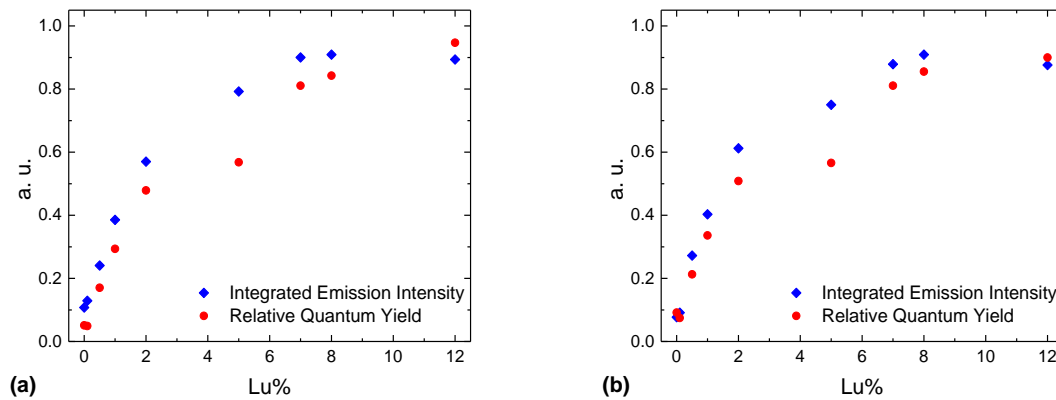 1.0
0.8
0.6
0.4
0.2
0.0
a. u.
Integrated Emission Intensity
Relative Quantum Yield
0 2 4 6 8 10 12
Lu%
(a)
1.0
0.8
0.6
0.4
0.2
0.0
a. u.
Integrated Emission Intensity
Relative Quantum Yield
0 2 4 6 8 10 12
Lu%
(b)